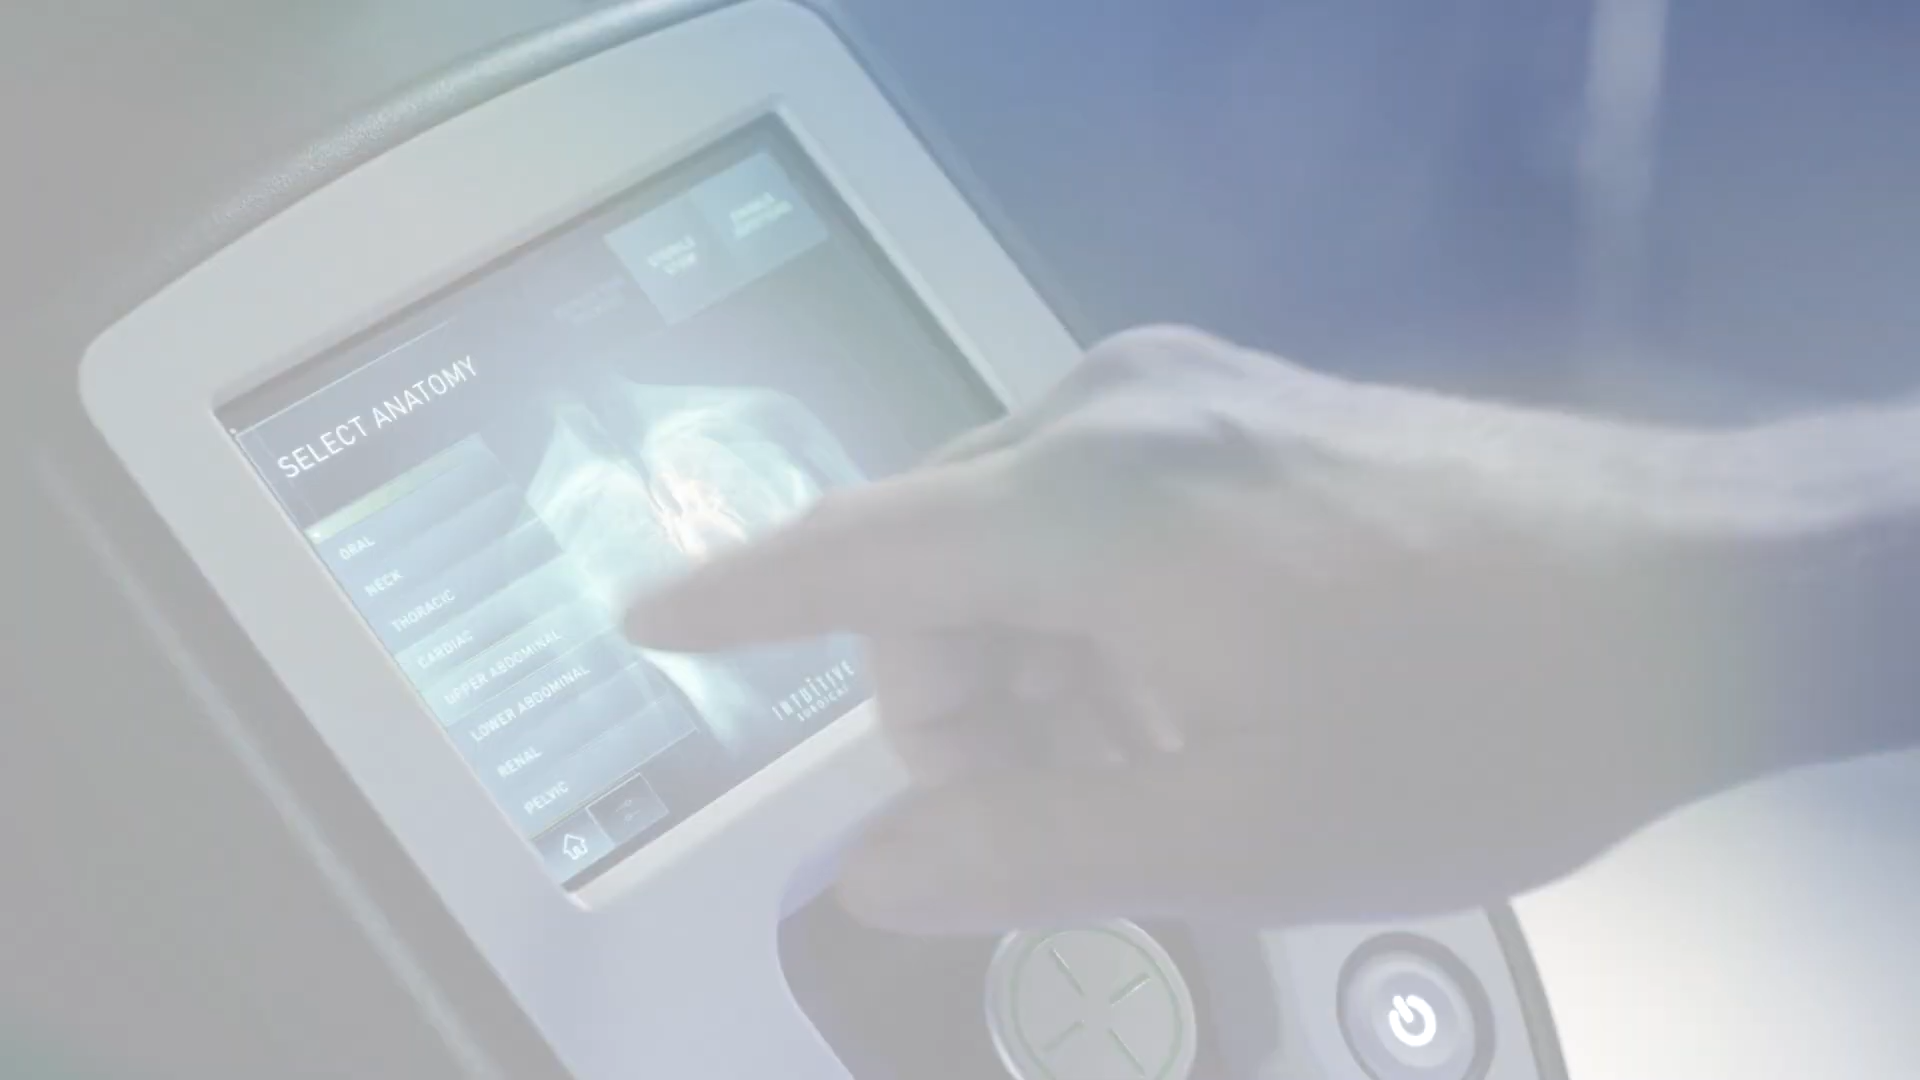 SELECT ANATOMY
ORAL
NECK
THORACIC
CARDIAC
UPPER ABDOMINAL
LOWER ABDOMINAL
RENAL
PELVIC
INTUITIVE
SURGICAL